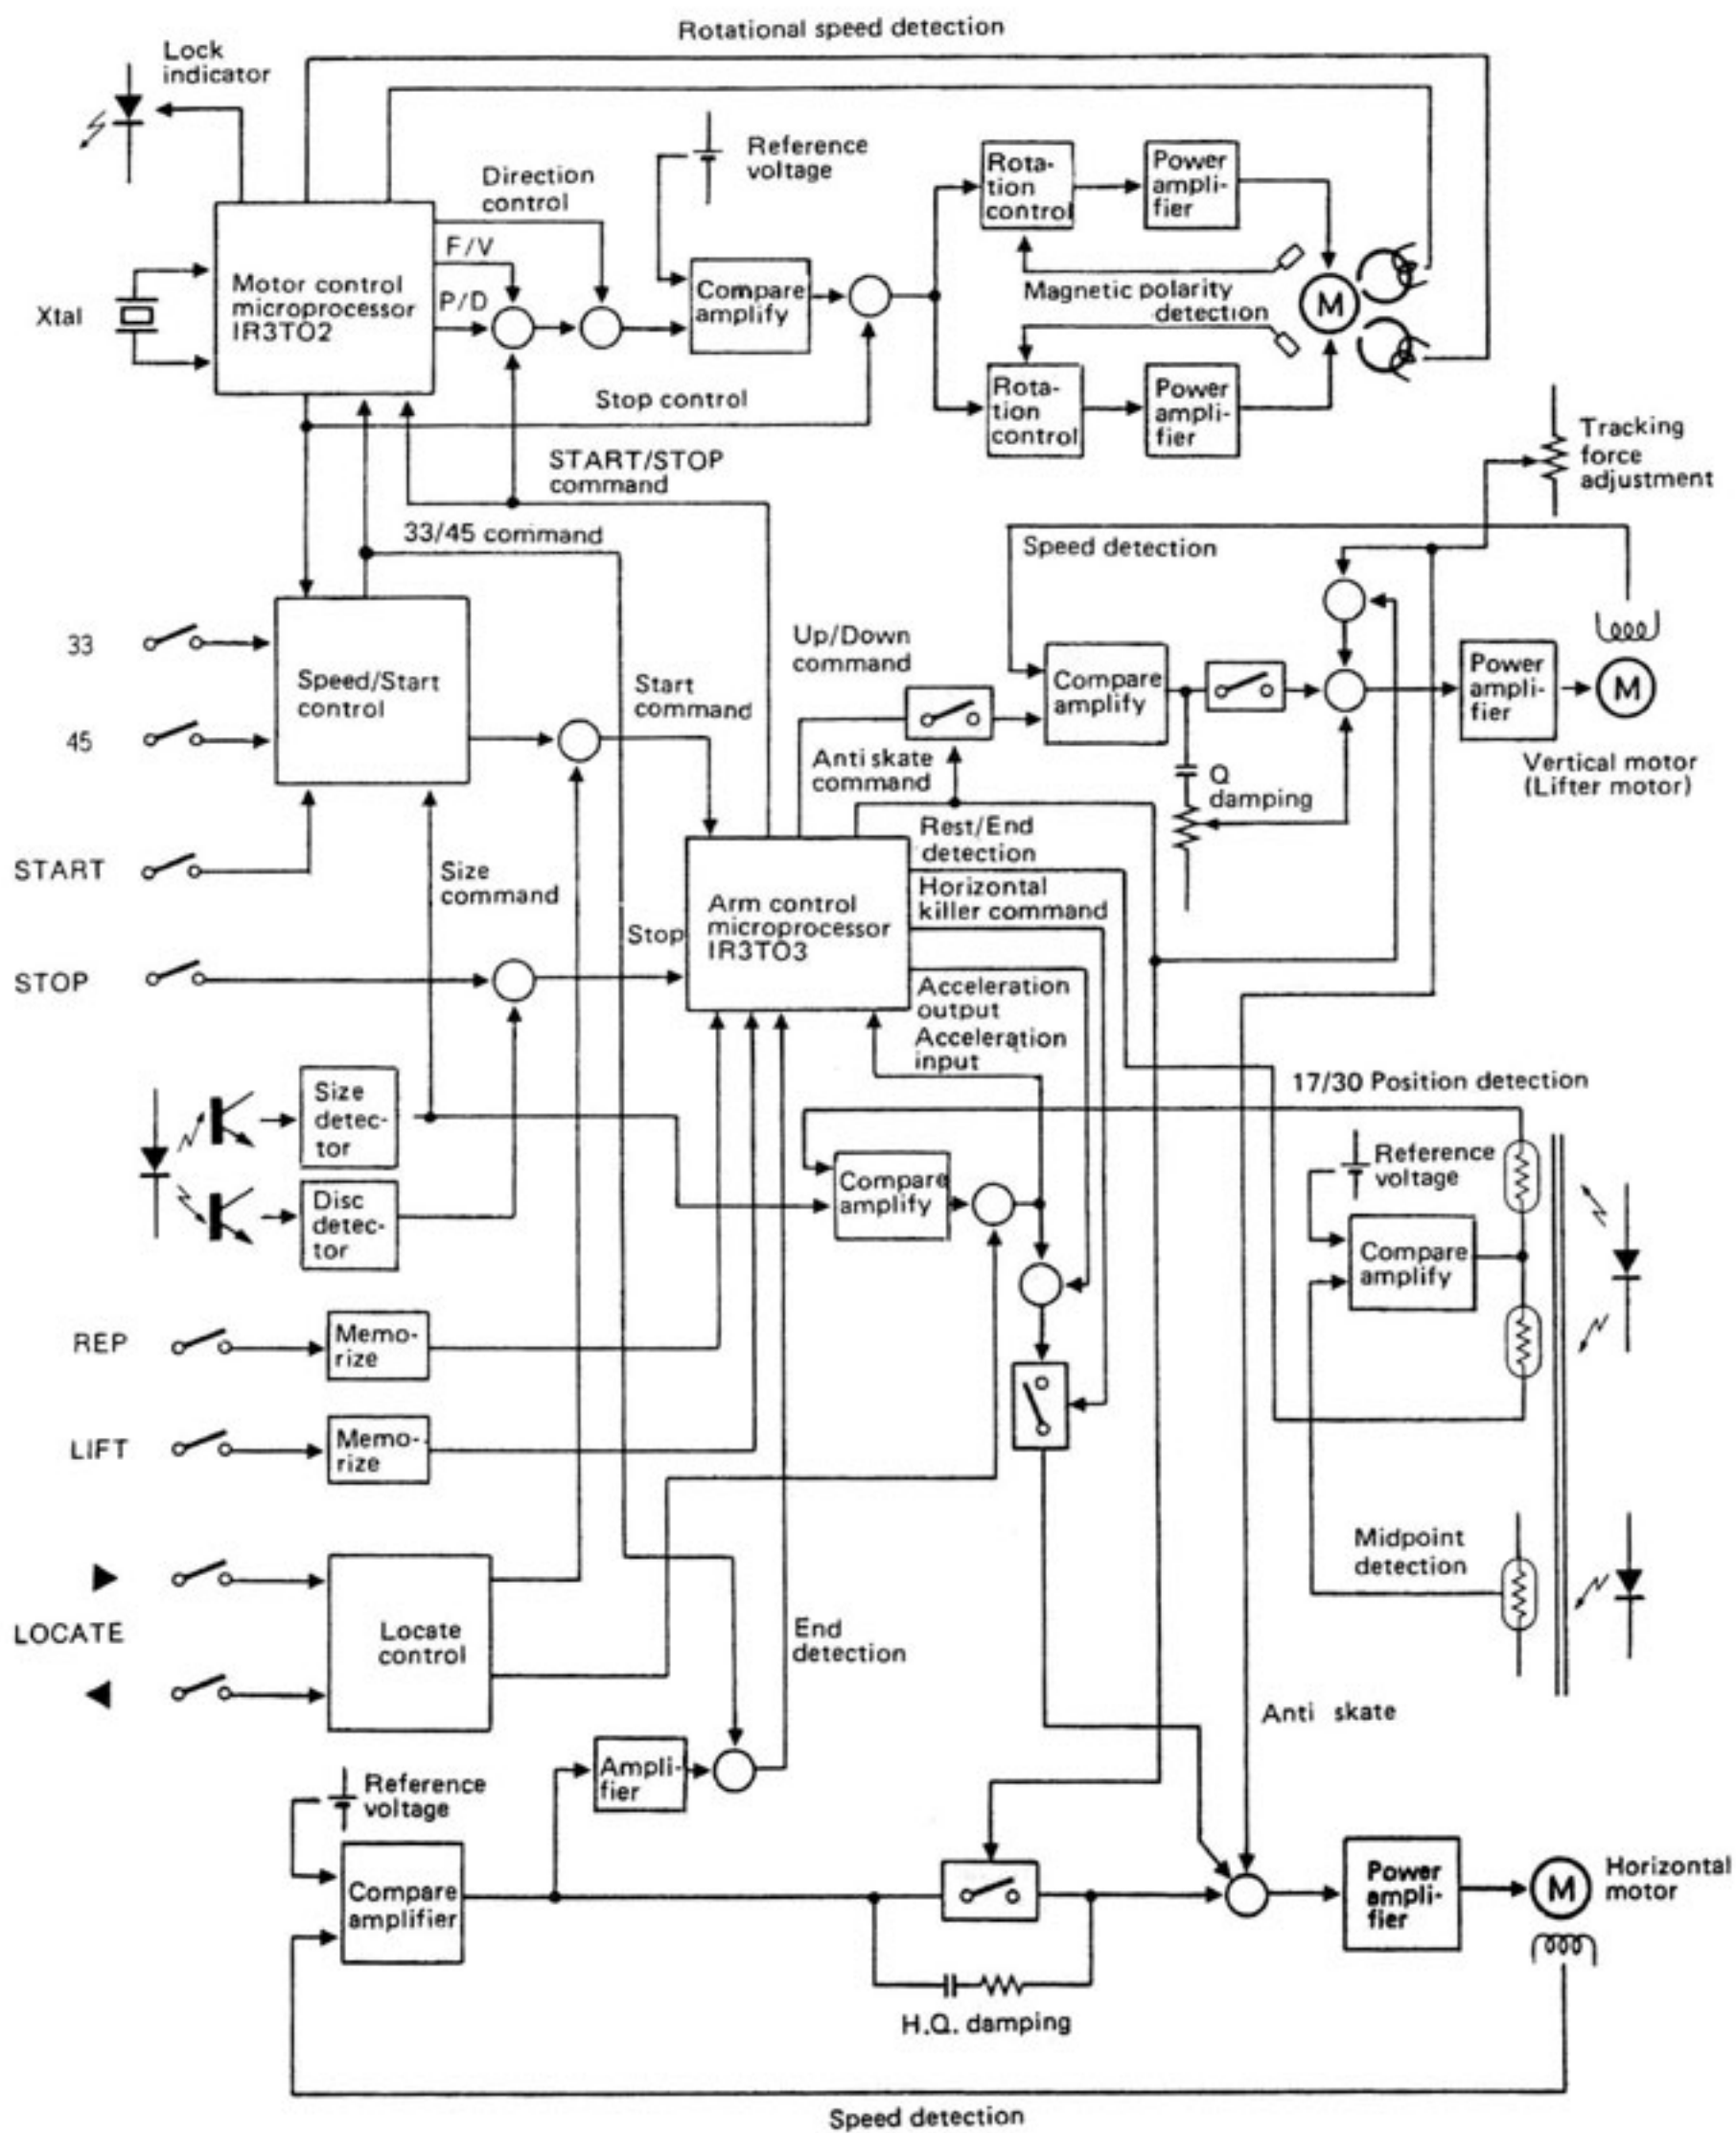 Rotational speed detection
Lock
indicator
Reference
voltage
Direction
control
F/V
P/D
Xtal
Motor control
microprocessor
IR3TO2
Compare
amplify
Rota-
tion
control
Power
ampli-
fier
Magnetic polarity
detection
M
Rota-
tion
control
Power
ampli-
fier
Stop control
START/STOP
command
33/45 command
Tracking
force
adjustment
Speed detection
33
45
Speed/Start
control
Start
command
Up/Down
command
Compare
amplify
Power
ampli-
fier
M
Vertical motor
(Lifter motor)
Anti skate
command
Q
damping
START
Size
command
Rest/End
detection
Horizontal
killer command
Arm control
microprocessor
IR3TO3
Stop
STOP
Acceleration
output
Acceleration
input
Size
detec-
tor
Disc
detec-
tor
17/30 Position detection
Compare
amplify
Reference
voltage
Compare
amplify
REP
Memo-
rize
LIFT
Memo-
rize
Midpoint
detection
LOCATE
Locate
control
End
detection
Anti skate
Ampli-
fier
Reference
voltage
Compare
amplifier
Power
ampli-
fier
M
Horizontal
motor
H.Q. damping
Speed detection